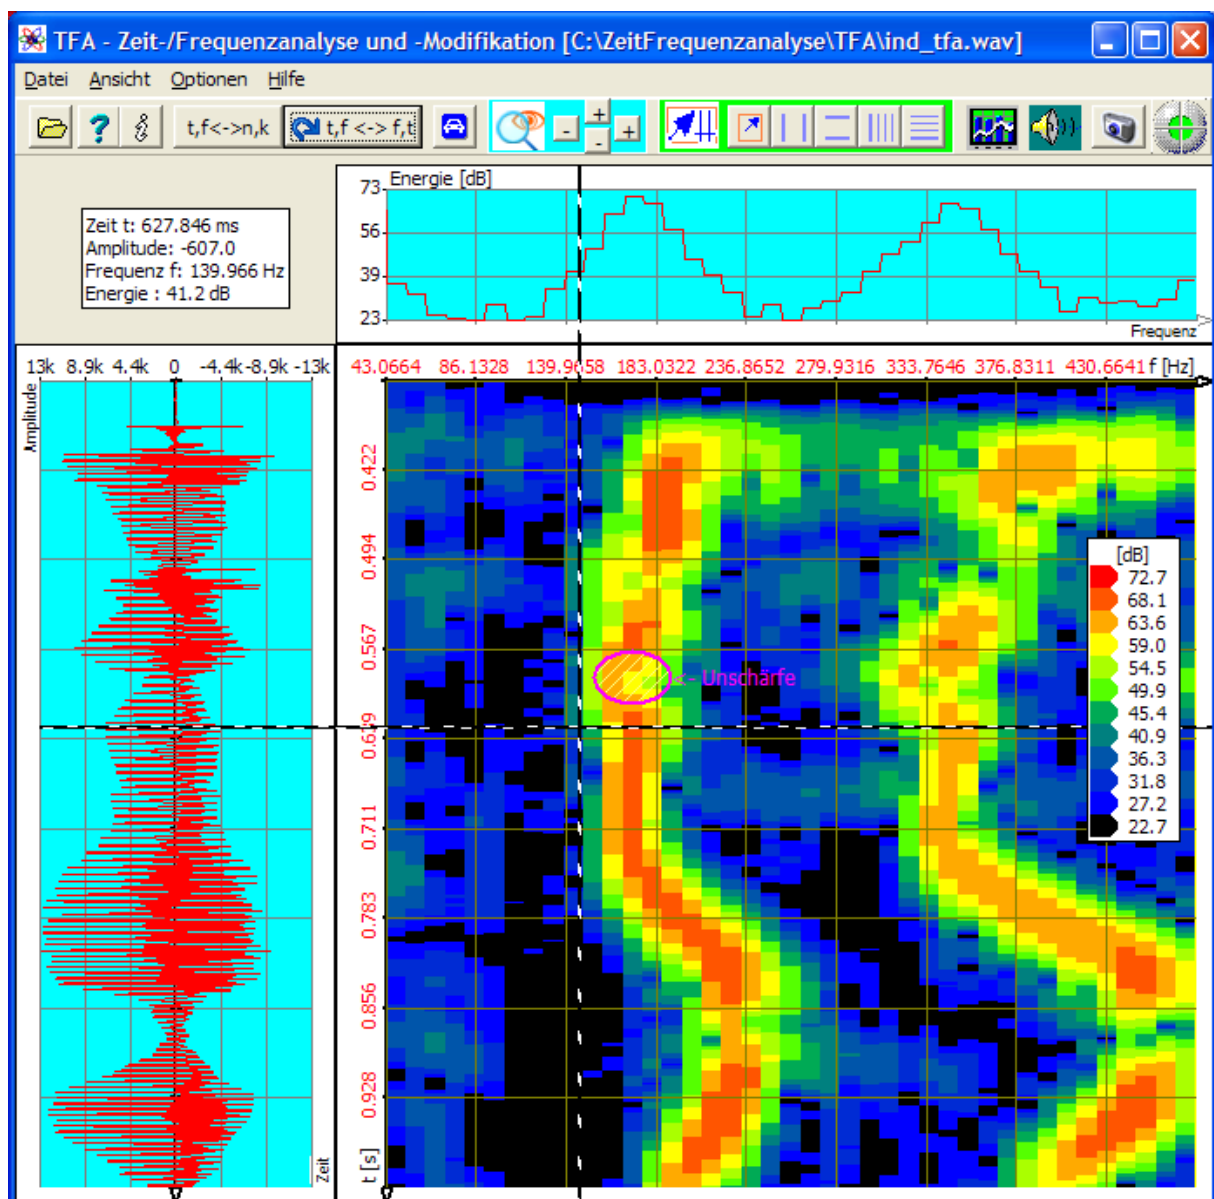 TFA - Zeit-/Frequenzanalyse und -Modifikation [C:\ZeitFrequenzanalyse\TFA\ind_tfa.wav]
Datei Ansicht Optionen Hilfe
t,f<->n,k
t,f <-> f,t
- + - +
Zeit t: 627.846 ms
Amplitude: -607.0
Frequenz f: 139.966 Hz
Energie : 41.2 dB
Energie [dB]
73
56
39
23
Frequenz
13k 8.9k 4.4k 0 -4.4k -8.9k -13k
Amplitude
Zeit
43.0664 86.1328 139.9658 183.0322 236.8652 279.9316 333.7646 376.8311 430.6641 f [Hz]
0.422
0.494
0.567
0.639
0.711
0.783
0.856
0.928
t [s]
<- Unschärfe
[dB]
72.7
68.1
63.6
59.0
54.5
49.9
45.4
40.9
36.3
31.8
27.2
22.7